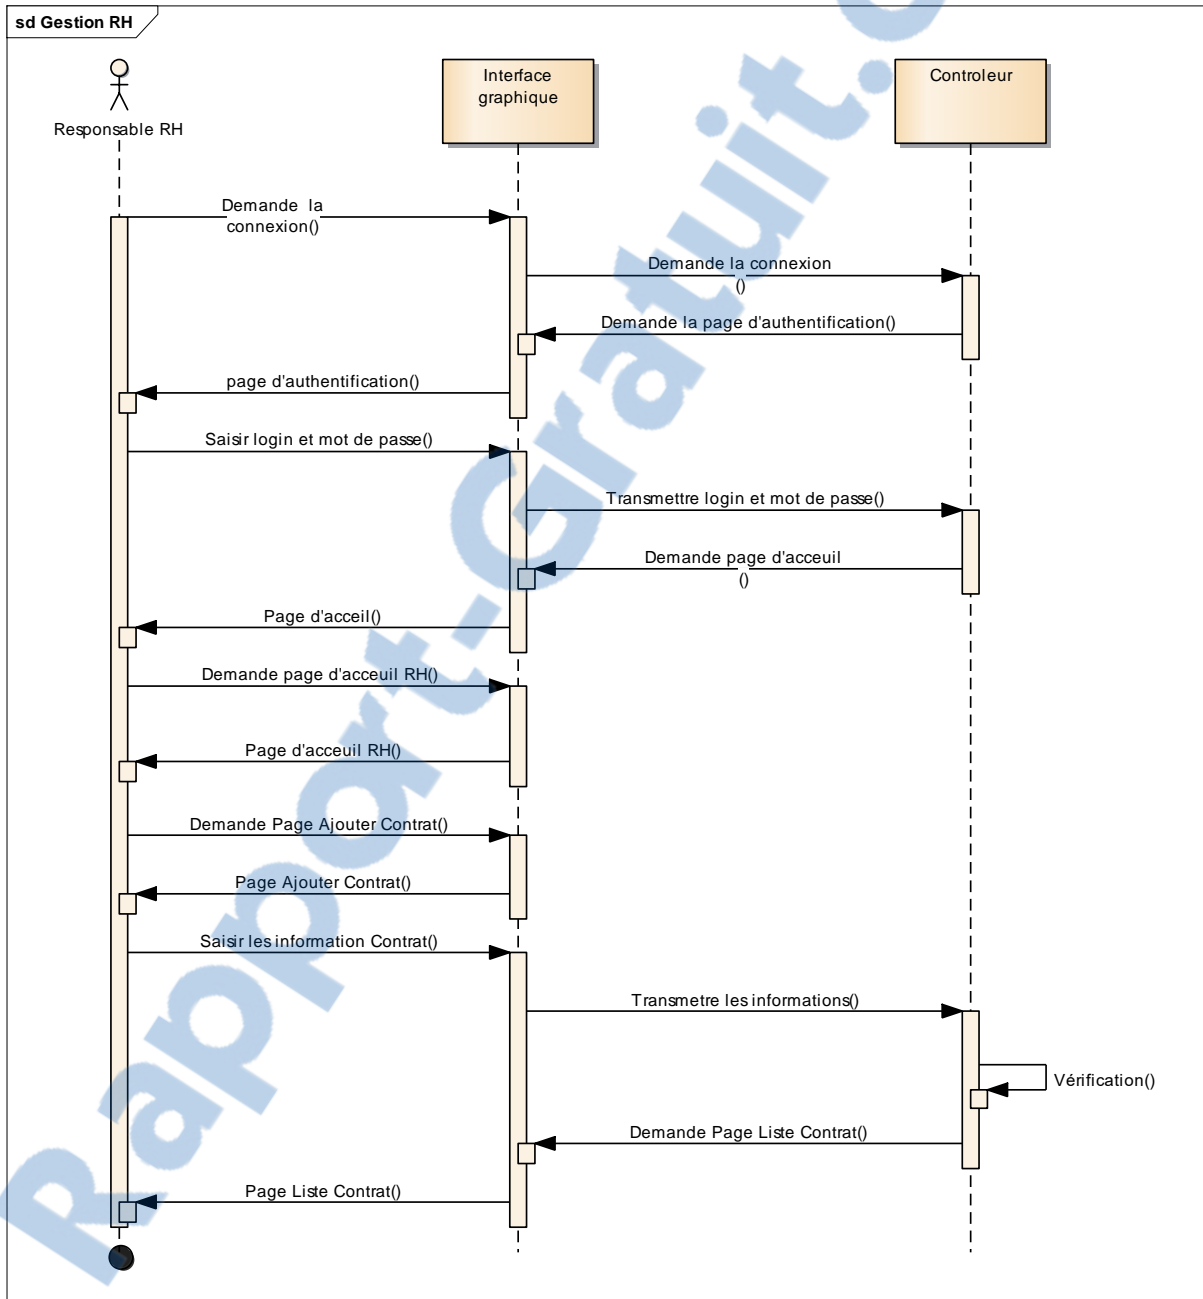 sd Gestion RH
Responsable RH
Interface
graphique
Controleur
Demande la
connexion()
Demande la connexion
()
Demande la page d'authentification()
page d'authentification()
Saisir login et mot de passe()
Transmettre login et mot de passe()
Demande page d'acceuil
()
Page d'acceil()
Demande page d'acceuil RH()
Page d'acceuil RH()
Demande Page Ajouter Contrat()
Page Ajouter Contrat()
Saisir les information Contrat()
Transmetre les informations()
Vérification()
Demande Page Liste Contrat()
Page Liste Contrat()
Rapport-Gratuit.c